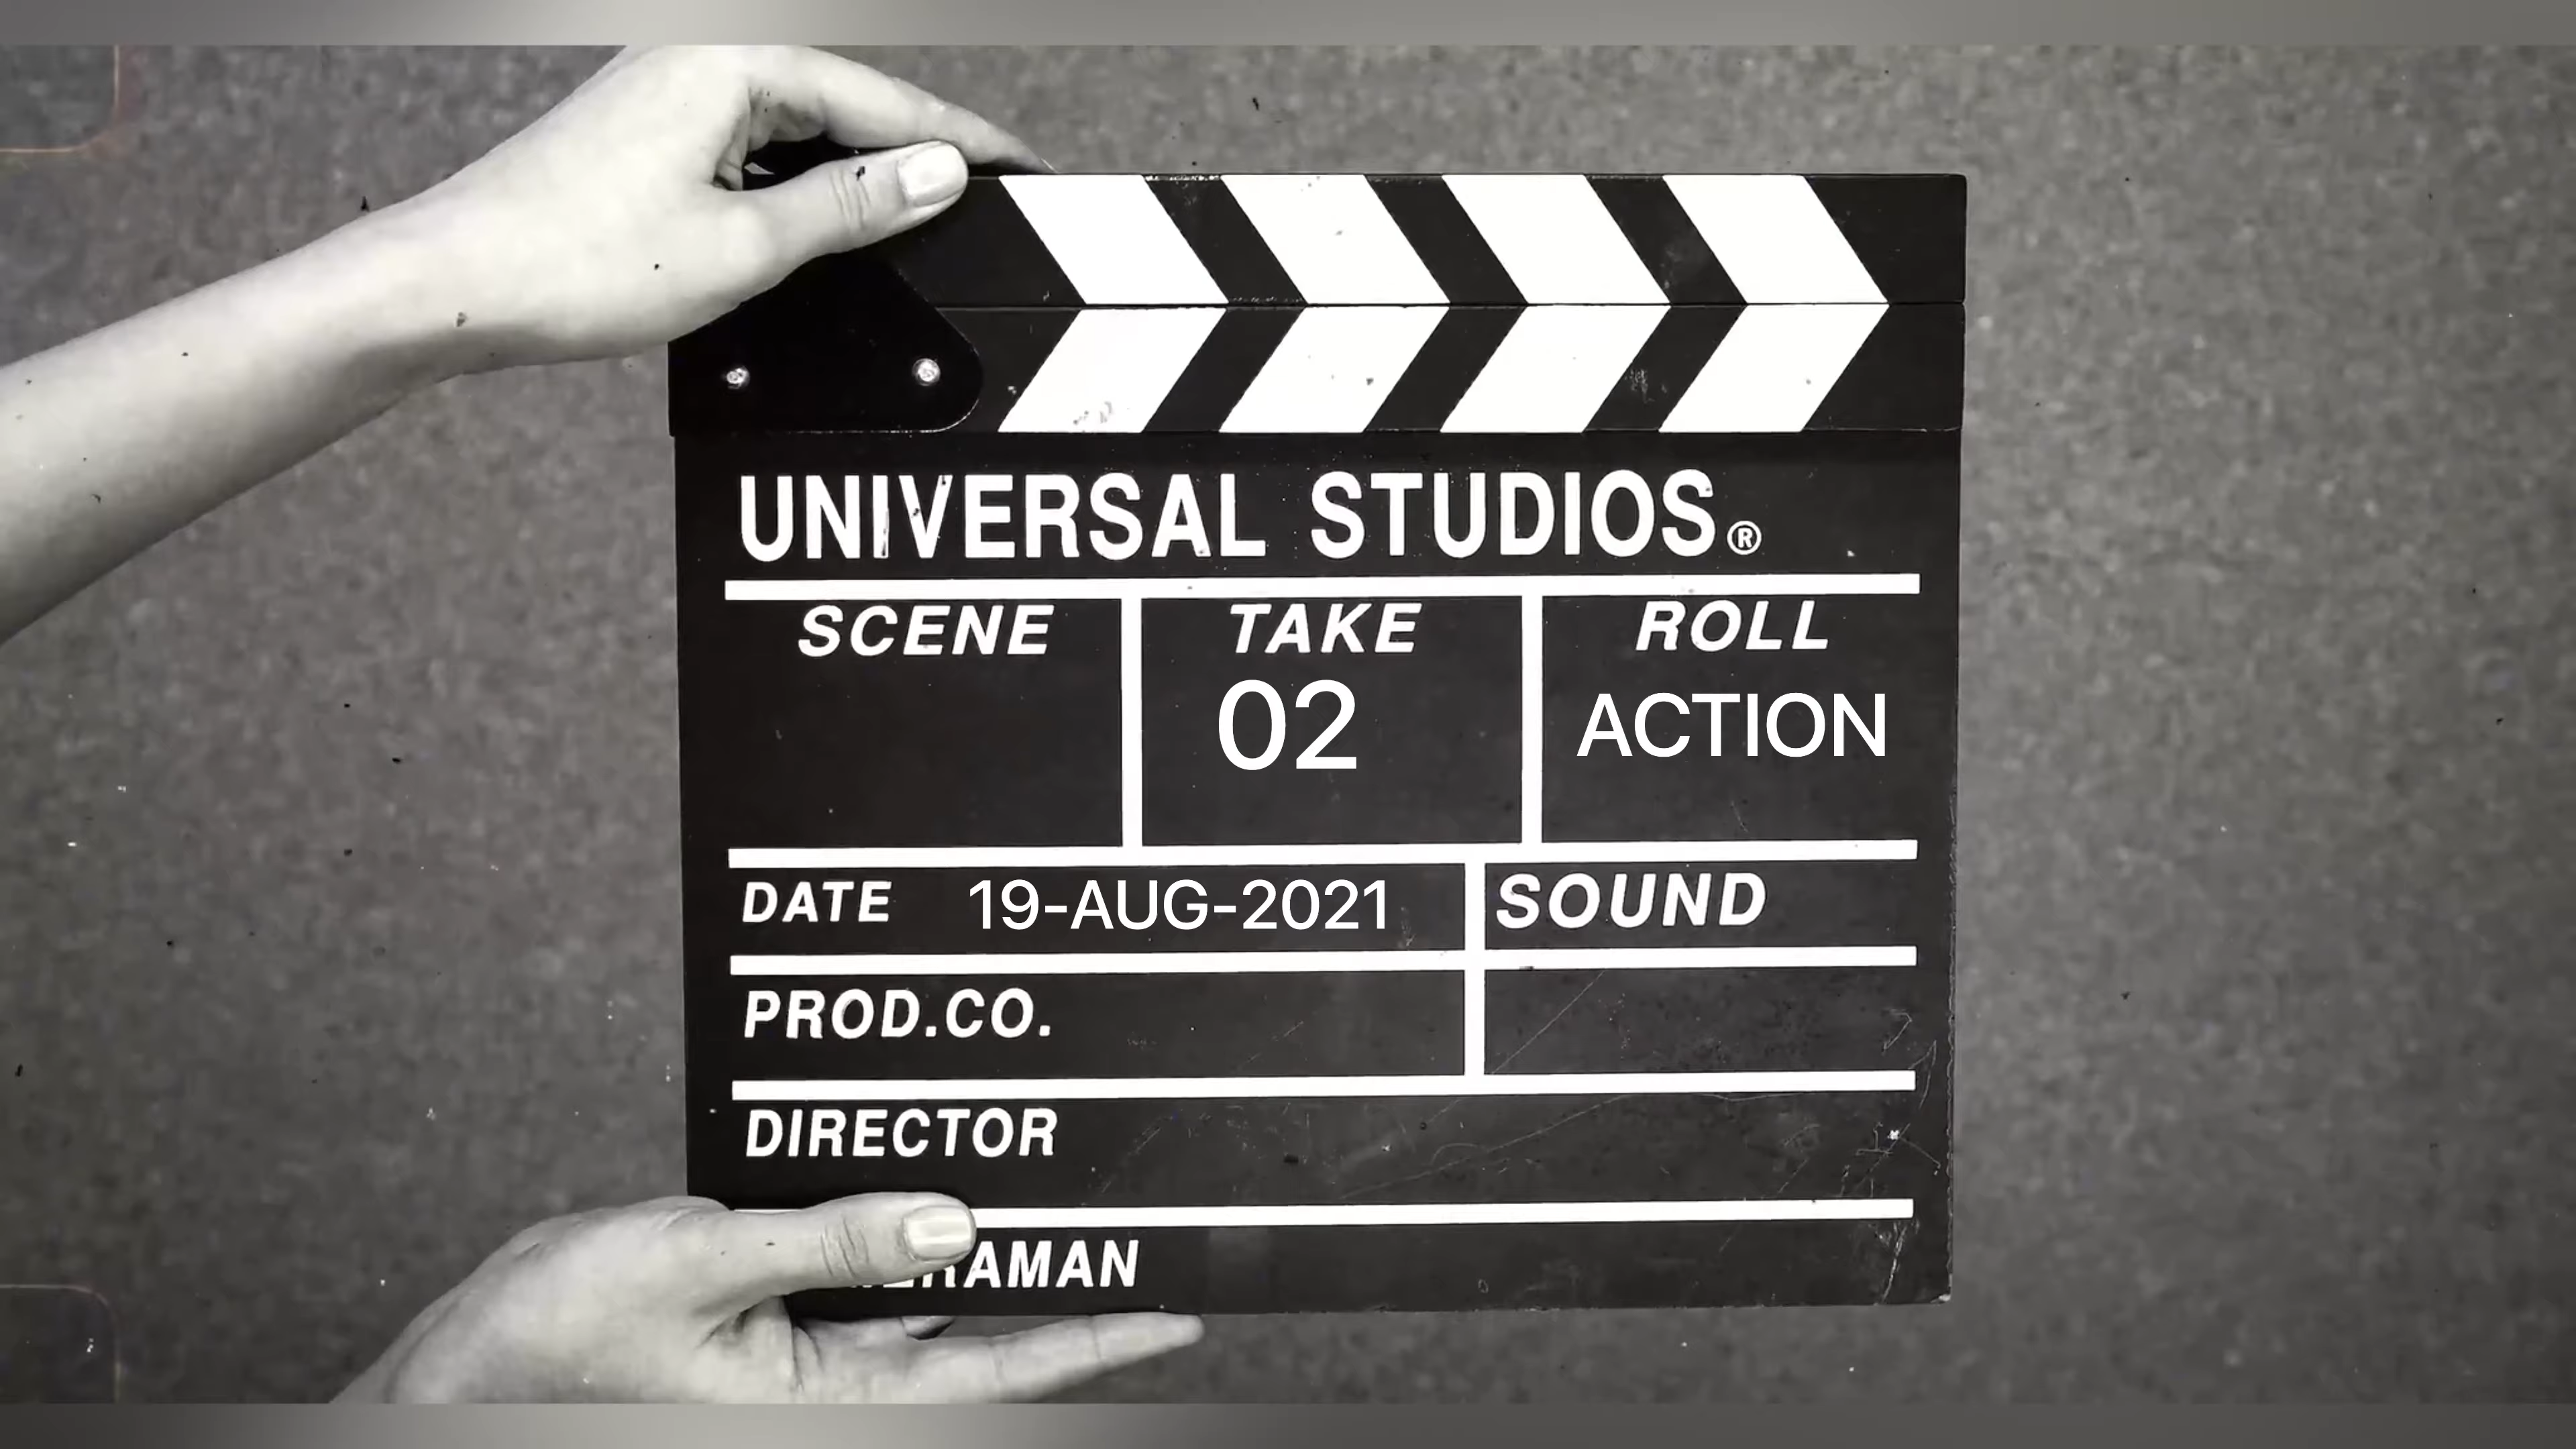 UNIVERSAL STUDIOS®
SCENE TAKE ROLL
02 ACTION
DATE 19-AUG-2021 SOUND
PROD.CO.
DIRECTOR